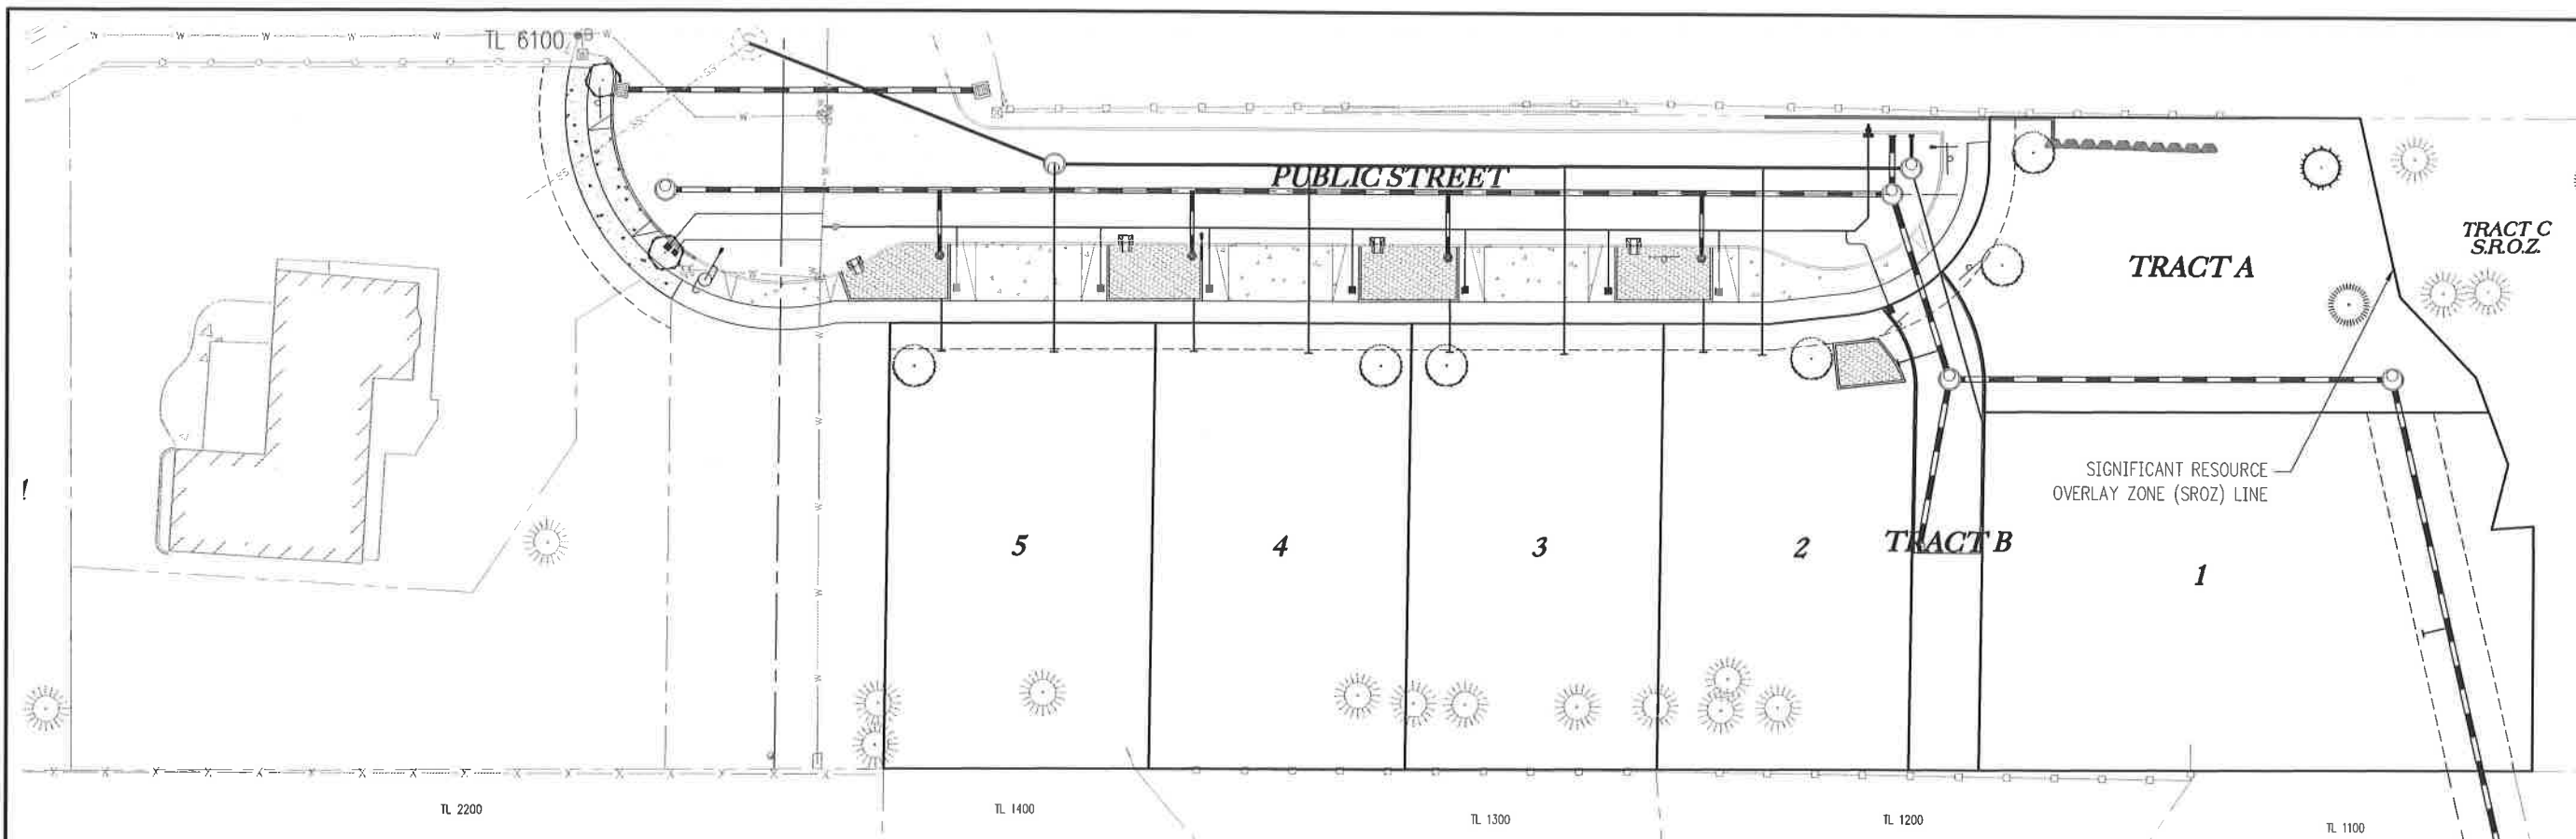 TL 6100
PUBLIC STREET
TRACT A
TRACT C
S.R.O.Z.
SIGNIFICANT RESOURCE
OVERLAY ZONE (SROZ) LINE
5
4
3
2
TRACT B
1
TL 2200
TL 1400
TL 1300
TL 1200
TL 1100